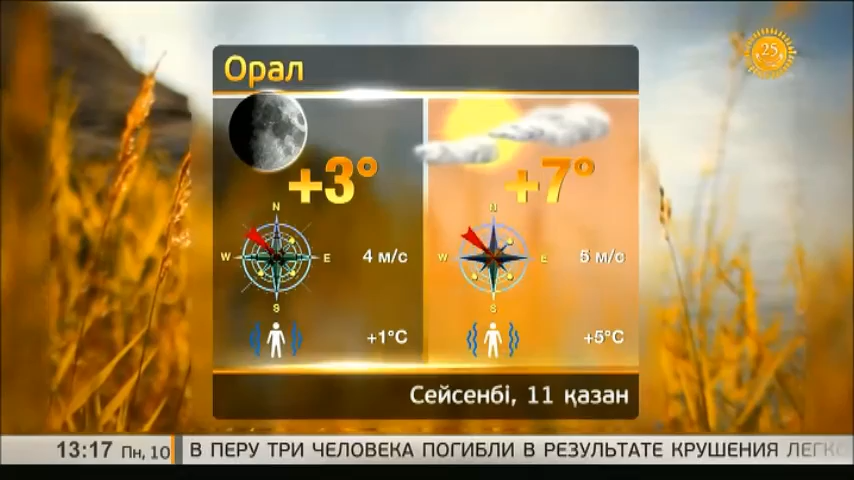 Орал
25
+3°
+7°
N
W
E
S
4 м/с
N
W
E
S
5 м/с
+1°C
+5°C
Сейсенбі, 11 қазан
13:17 Пн, 10
В ПЕРУ ТРИ ЧЕЛОВЕКА ПОГИБЛИ В РЕЗУЛЬТАТЕ КРУШЕНИЯ